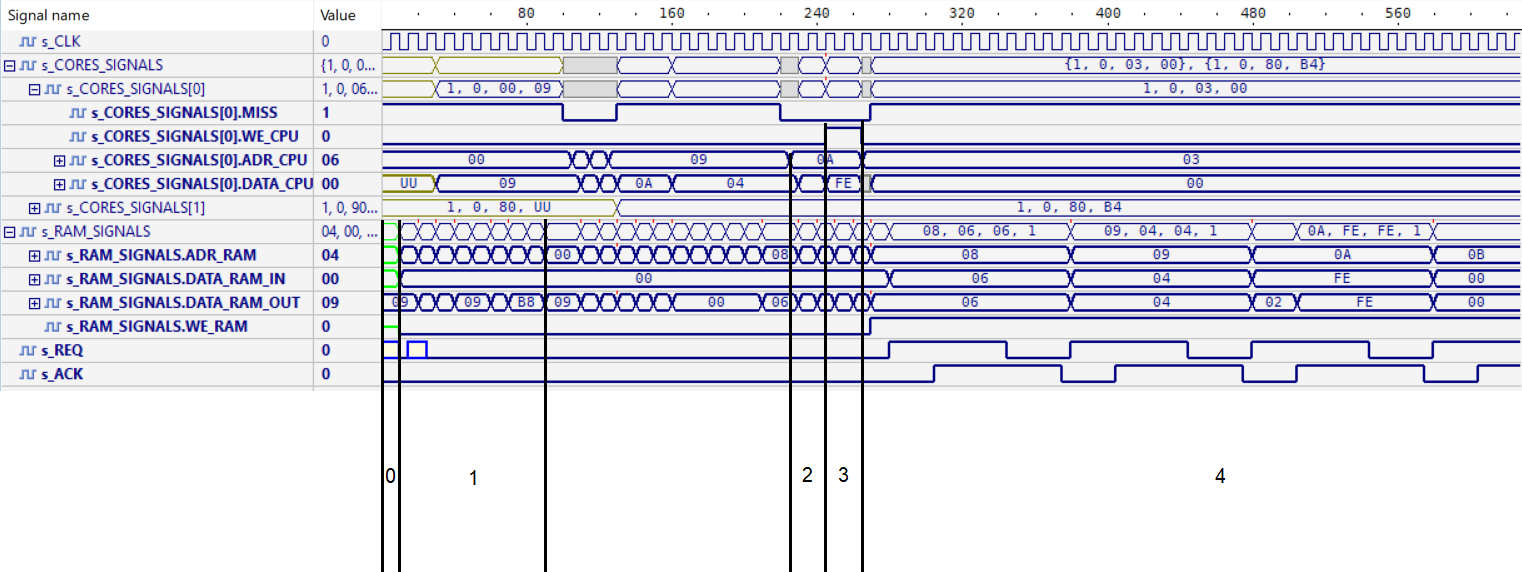 Signal name Value 80 160 240 320 400 480 560
s_CLK 0
s_CORES_SIGNALS {1, 0, 0... {1, 0, 03, 00}, {1, 0, 80, B4}
s_CORES_SIGNALS[0] 1, 0, 06... 1, 0, 00, 09 1, 0, 03, 00
s_CORES_SIGNALS[0].MISS 1
s_CORES_SIGNALS[0].WE_CPU 0
s_CORES_SIGNALS[0].ADR_CPU 06 00 09 0A 03
s_CORES_SIGNALS[0].DATA_CPU 00 UU 09 0A 04 FE 00
s_CORES_SIGNALS[1] 1, 0, 90... 1, 0, 80, UU 1, 0, 80, B4
s_RAM_SIGNALS 04, 00, ... 08, 06, 06, 1 09, 04, 04, 1 0A, FE, FE, 1
s_RAM_SIGNALS.ADR_RAM 04 00 08 08 09 0A 0B
s_RAM_SIGNALS.DATA_RAM_IN 00 00 06 04 FE 00
s_RAM_SIGNALS.DATA_RAM_OUT 09 09 09 B8 09 00 06 06 04 02 FE 00
s_RAM_SIGNALS.WE_RAM 0
s_REQ 0
s_ACK 0
0 1 2 3 4